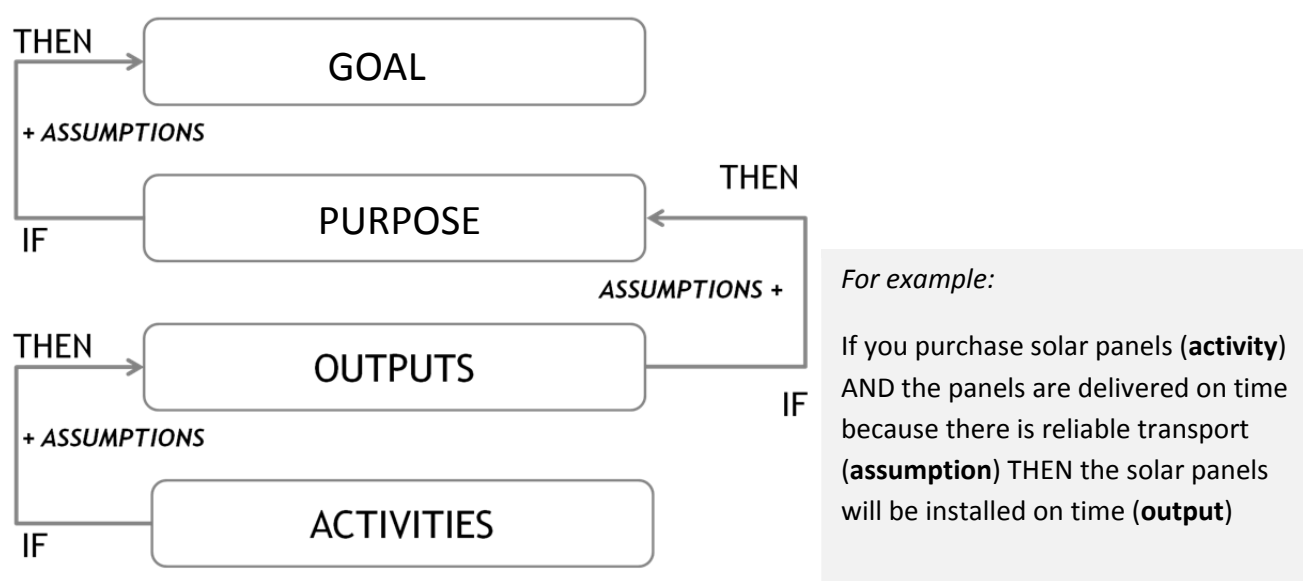 THEN
GOAL
+ ASSUMPTIONS
THEN
PURPOSE
IF
ASSUMPTIONS +
THEN
OUTPUTS
IF
+ ASSUMPTIONS
ACTIVITIES
IF
For example:
If you purchase solar panels (activity)
AND the panels are delivered on time
because there is reliable transport
(assumption) THEN the solar panels
will be installed on time (output)